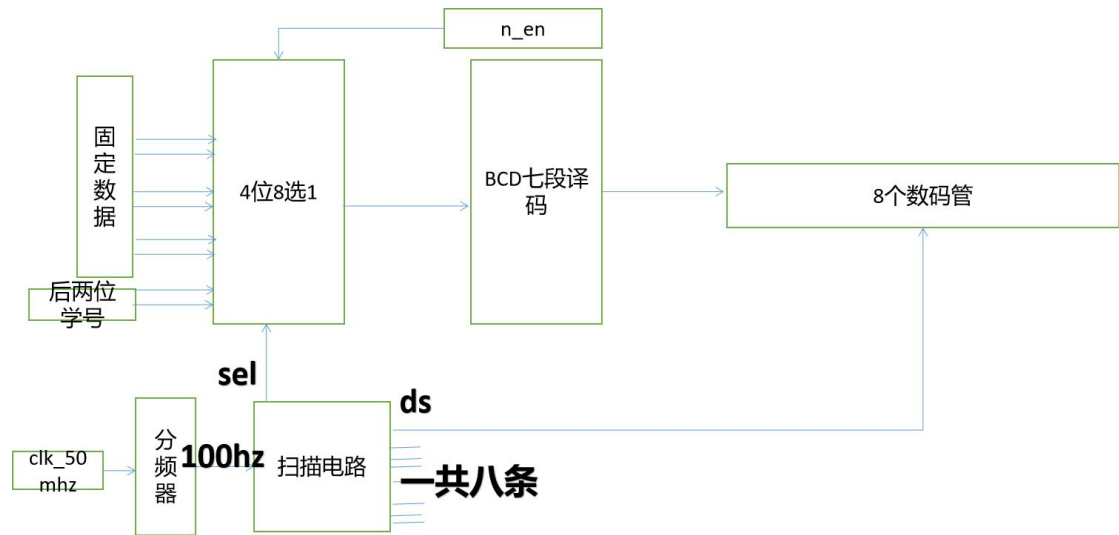 n_en
固
定
数
据
4位8选1
BCD七段译
码
8个数码管
后两位
学号
sel
ds
clk_50
mhz
分
频
器
100hz
扫描电路
一共八条